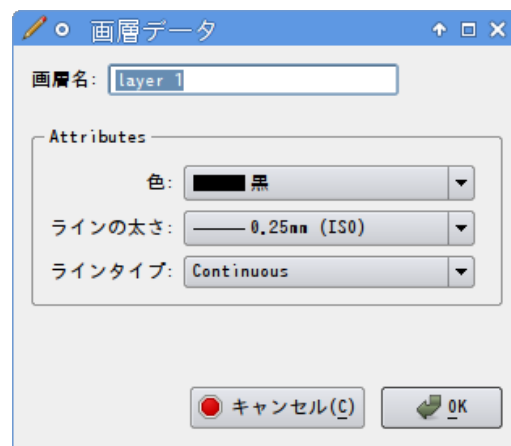 画層データ
画層名: layer 1
Attributes
色: 黒
ラインの太さ: 0.25mm (ISO)
ラインタイプ: Continuous
キャンセル(C) OK